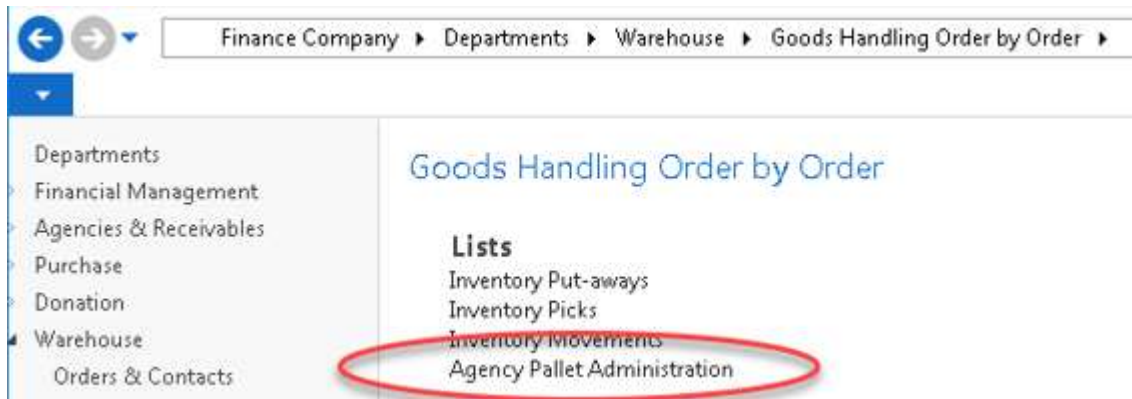 Finance Company ▸ Departments ▸ Warehouse ▸ Goods Handling Order by Order ▸
Departments
Financial Management
Agencies & Receivables
Purchase
Donation
Warehouse
Orders & Contacts
Goods Handling Order by Order
Lists
Inventory Put-aways
Inventory Picks
Inventory Movements
Agency Pallet Administration